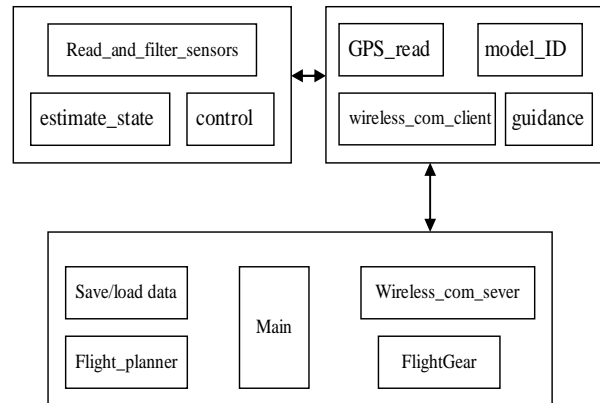 Read_and_filter_sensors
estimate_state
control
GPS_read
model_ID
wireless_com_client
guidance
Save/load data
Main
Wireless_com_sever
Flight_planner
FlightGear